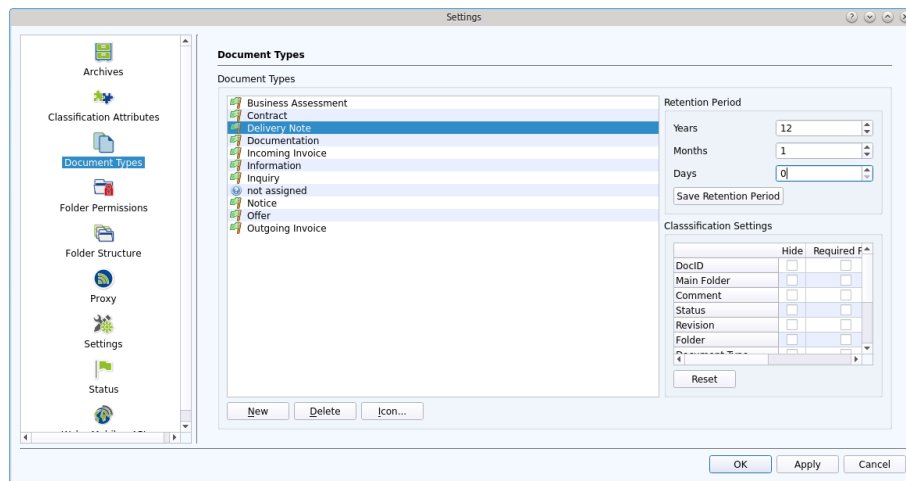 Settings
Archives
Classification Attributes
Document Types
Folder Permissions
Folder Structure
Proxy
Settings
Status
Document Types
Document Types
Business Assessment
Contract
Delivery Note
Documentation
Incoming Invoice
Information
Inquiry
not assigned
Notice
Offer
Outgoing Invoice
New
Delete
Icon...
Retention Period
Years 12
Months 1
Days 0
Save Retention Period
Classsification Settings
Hide Required F
DocID
Main Folder
Comment
Status
Revision
Folder
Document Type
Reset
OK Apply Cancel